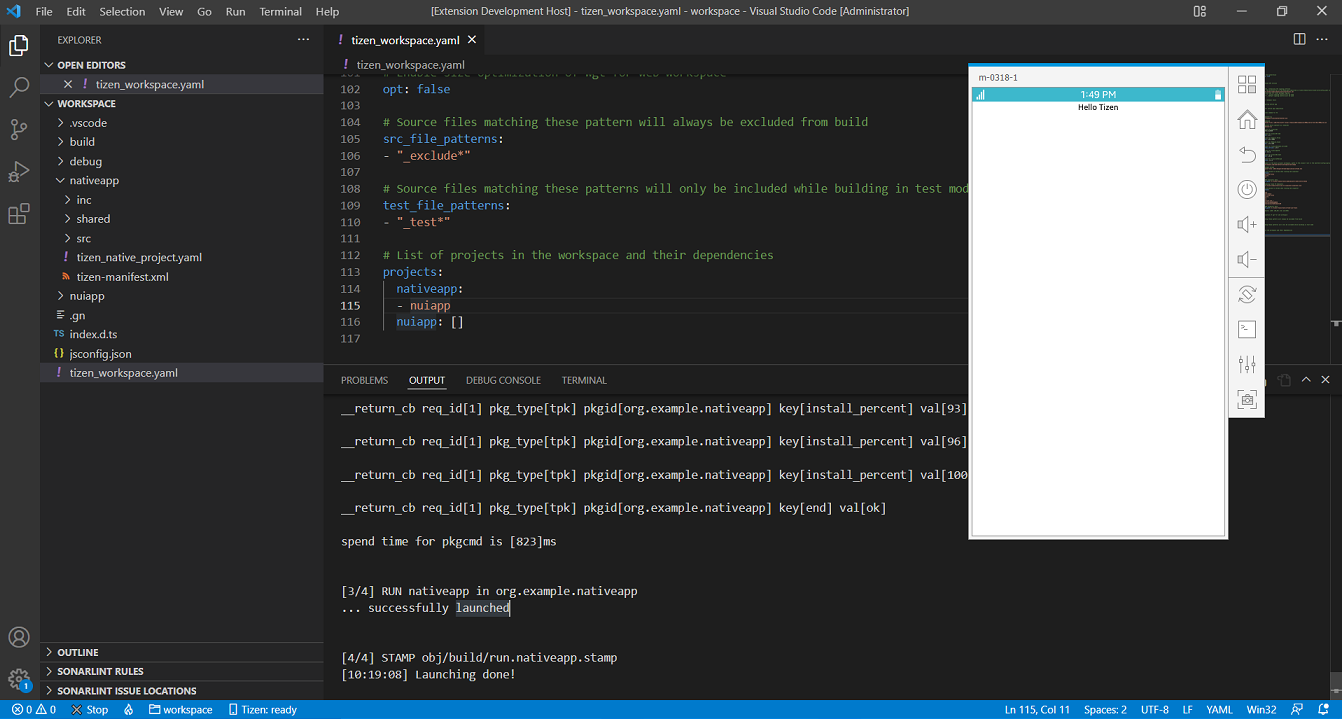 File Edit Selection View Go Run Terminal Help
[Extension Development Host] - tizen_workspace.yaml - workspace - Visual Studio Code [Administrator]
EXPLORER
OPEN EDITORS
! tizen_workspace.yaml
WORKSPACE
.vscode
build
debug
nativeapp
inc
shared
src
! tizen_native_project.yaml
tizen-manifest.xml
nuiapp
.gn
TS index.d.ts
{} jsconfig.json
! tizen_workspace.yaml
OUTLINE
SONARLINT RULES
SONARLINT ISSUE LOCATIONS
1
! tizen_workspace.yaml
! tizen_workspace.yaml
101 # Enable size optimization of wgt for web workspace
102 opt: false
103
104 # Source files matching these pattern will always be excluded from build
105 src_file_patterns:
106 - "_exclude*"
107
108 # Source files matching these patterns will only be included while building in test mod
109 test_file_patterns:
110 - "_test*"
111
112 # List of projects in the workspace and their dependencies
113 projects:
114 nativeapp:
115 - nuiapp
116 nuiapp: []
117
PROBLEMS OUTPUT DEBUG CONSOLE TERMINAL
__return_cb req_id[1] pkg_type[tpk] pkgid[org.example.nativeapp] key[install_percent] val[93]
__return_cb req_id[1] pkg_type[tpk] pkgid[org.example.nativeapp] key[install_percent] val[96]
__return_cb req_id[1] pkg_type[tpk] pkgid[org.example.nativeapp] key[install_percent] val[100
__return_cb req_id[1] pkg_type[tpk] pkgid[org.example.nativeapp] key[end] val[ok]
spend time for pkgcmd is [823]ms
[3/4] RUN nativeapp in org.example.nativeapp
... successfully launched
[4/4] STAMP obj/build/run.nativeapp.stamp
[10:19:08] Launching done!
m-0318-1
1:49 PM
Hello Tizen
0 0 Stop workspace Tizen: ready
Ln 115, Col 11 Spaces: 2 UTF-8 LF YAML Win32